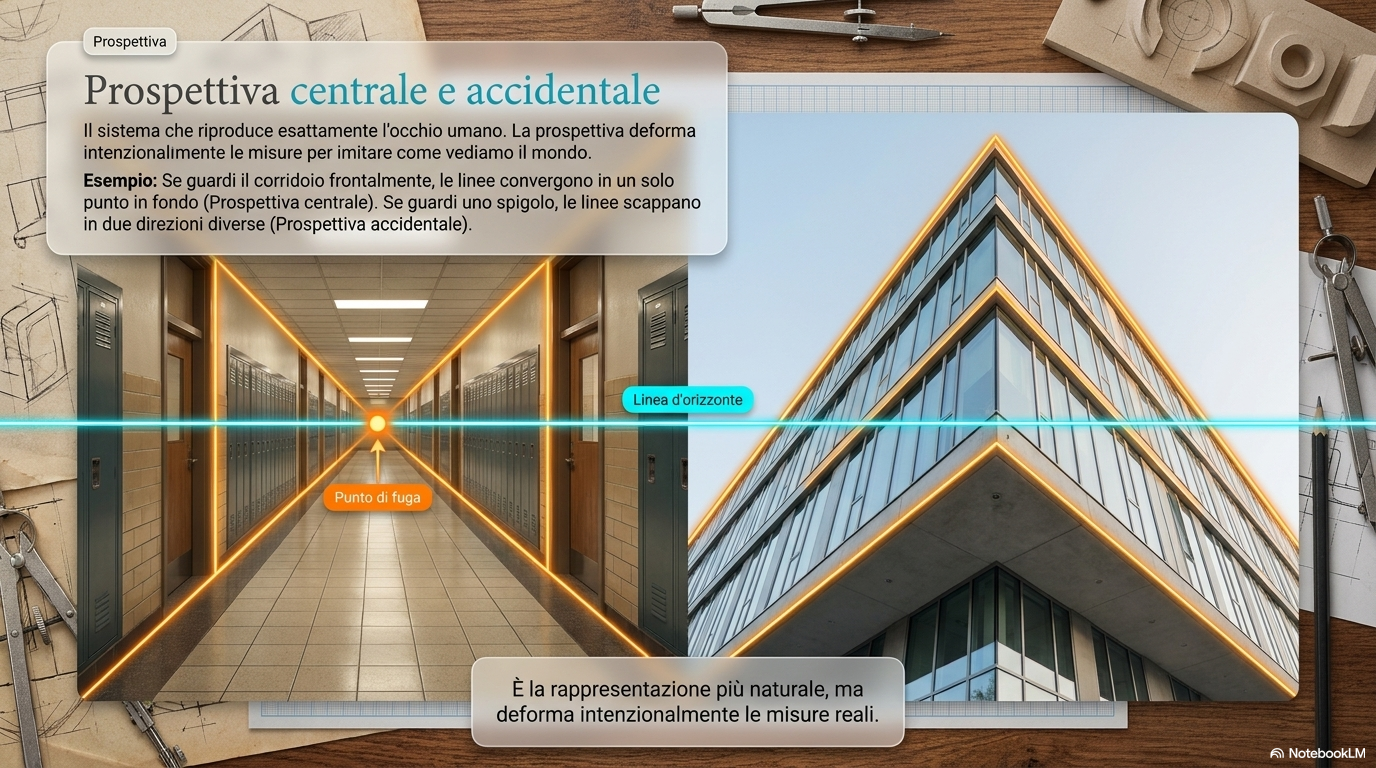 Prospettiva
Prospettiva centrale e accidentale
Il sistema che riproduce esattamente l'occhio umano. La prospettiva deforma
intenzionalmente le misure per imitare come vediamo il mondo.
Esempio: Se guardi il corridoio frontalmente, le linee convergono in un solo
punto in fondo (Prospettiva centrale). Se guardi uno spigolo, le linee scappano
in due direzioni diverse (Prospettiva accidentale).
Linea d'orizzonte
Punto di fuga
È la rappresentazione più naturale, ma
deforma intenzionalmente le misure reali.
NotebookLM